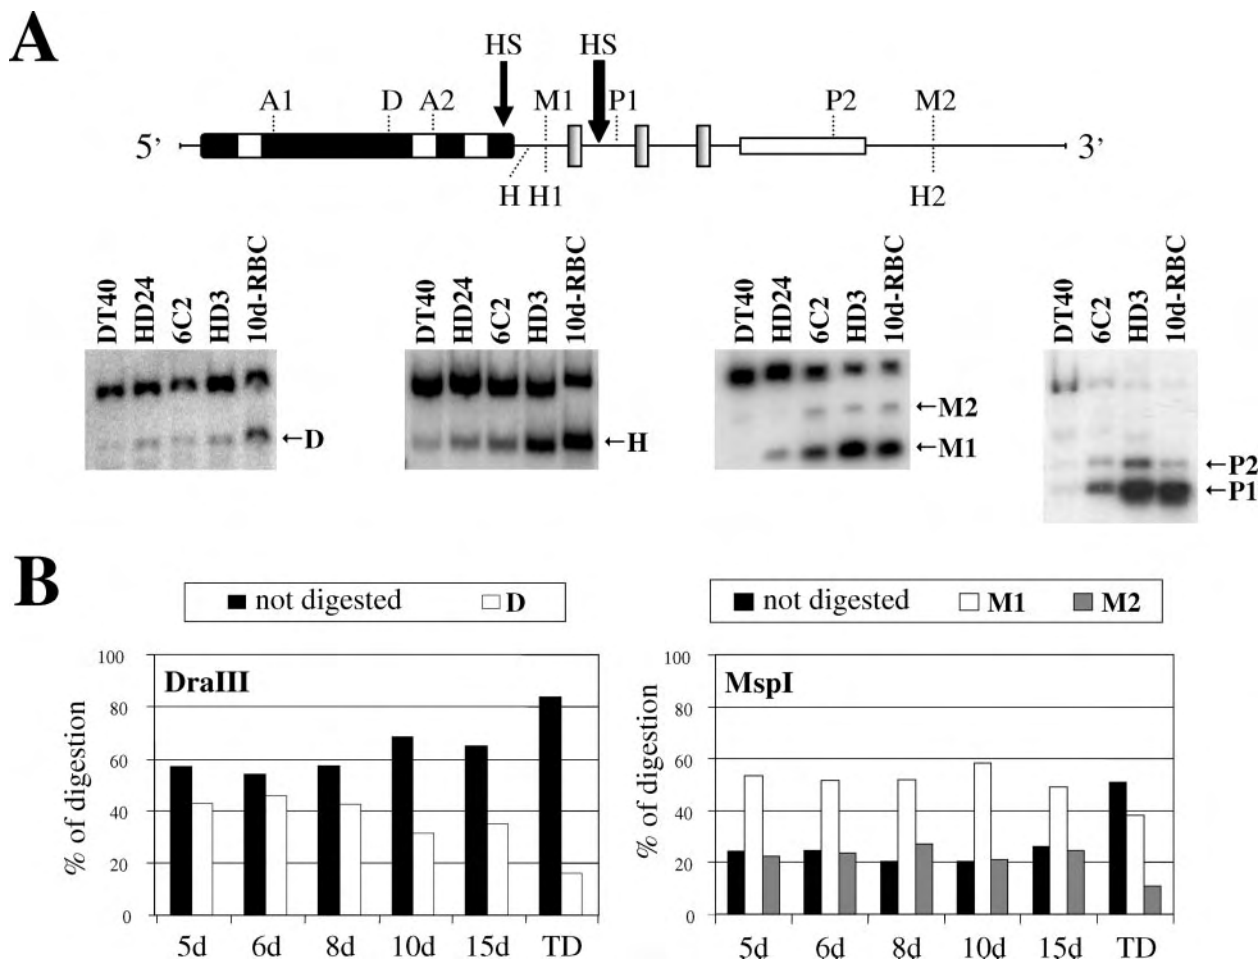 A
HS HS
A1 D A2 M1 P1 P2 M2
5’ 3’
H H1 H2
DT40 HD24 6C2 HD3 10d-RBC
←D
DT40 HD24 6C2 HD3 10d-RBC
←H
DT40 HD24 6C2 HD3 10d-RBC
←M2
←M1
DT40 6C2 HD3 10d-RBC
←P2
←P1
B
not digested D
DraIII
% of digestion
100
80
60
40
20
0
5d 6d 8d 10d 15d TD
not digested M1 M2
MspI
% of digestion
100
80
60
40
20
0
5d 6d 8d 10d 15d TD